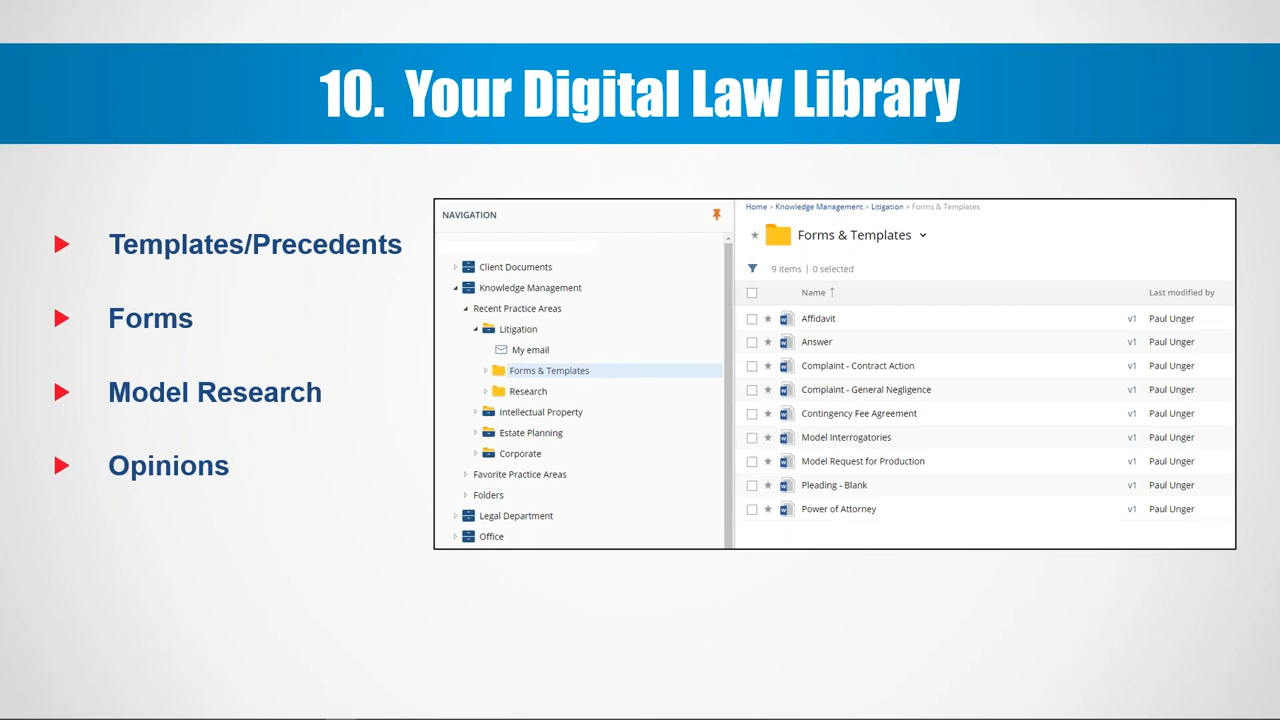 10. Your Digital Law Library
Templates/Precedents
Forms
Model Research
Opinions
NAVIGATION
Client Documents
Knowledge Management
Recent Practice Areas
Litigation
My email
Forms & Templates
Research
Intellectual Property
Estate Planning
Corporate
Favorite Practice Areas
Folders
Legal Department
Office
Home > Knowledge Management > Litigation > Forms & Templates
Forms & Templates
9 items | 0 selected
Name ↑ Last modified by
Affidavit v1 Paul Unger
Answer v1 Paul Unger
Complaint - Contract Action v1 Paul Unger
Complaint - General Negligence v1 Paul Unger
Contingency Fee Agreement v1 Paul Unger
Model Interrogatories v1 Paul Unger
Model Request for Production v1 Paul Unger
Pleading - Blank v1 Paul Unger
Power of Attorney v1 Paul Unger